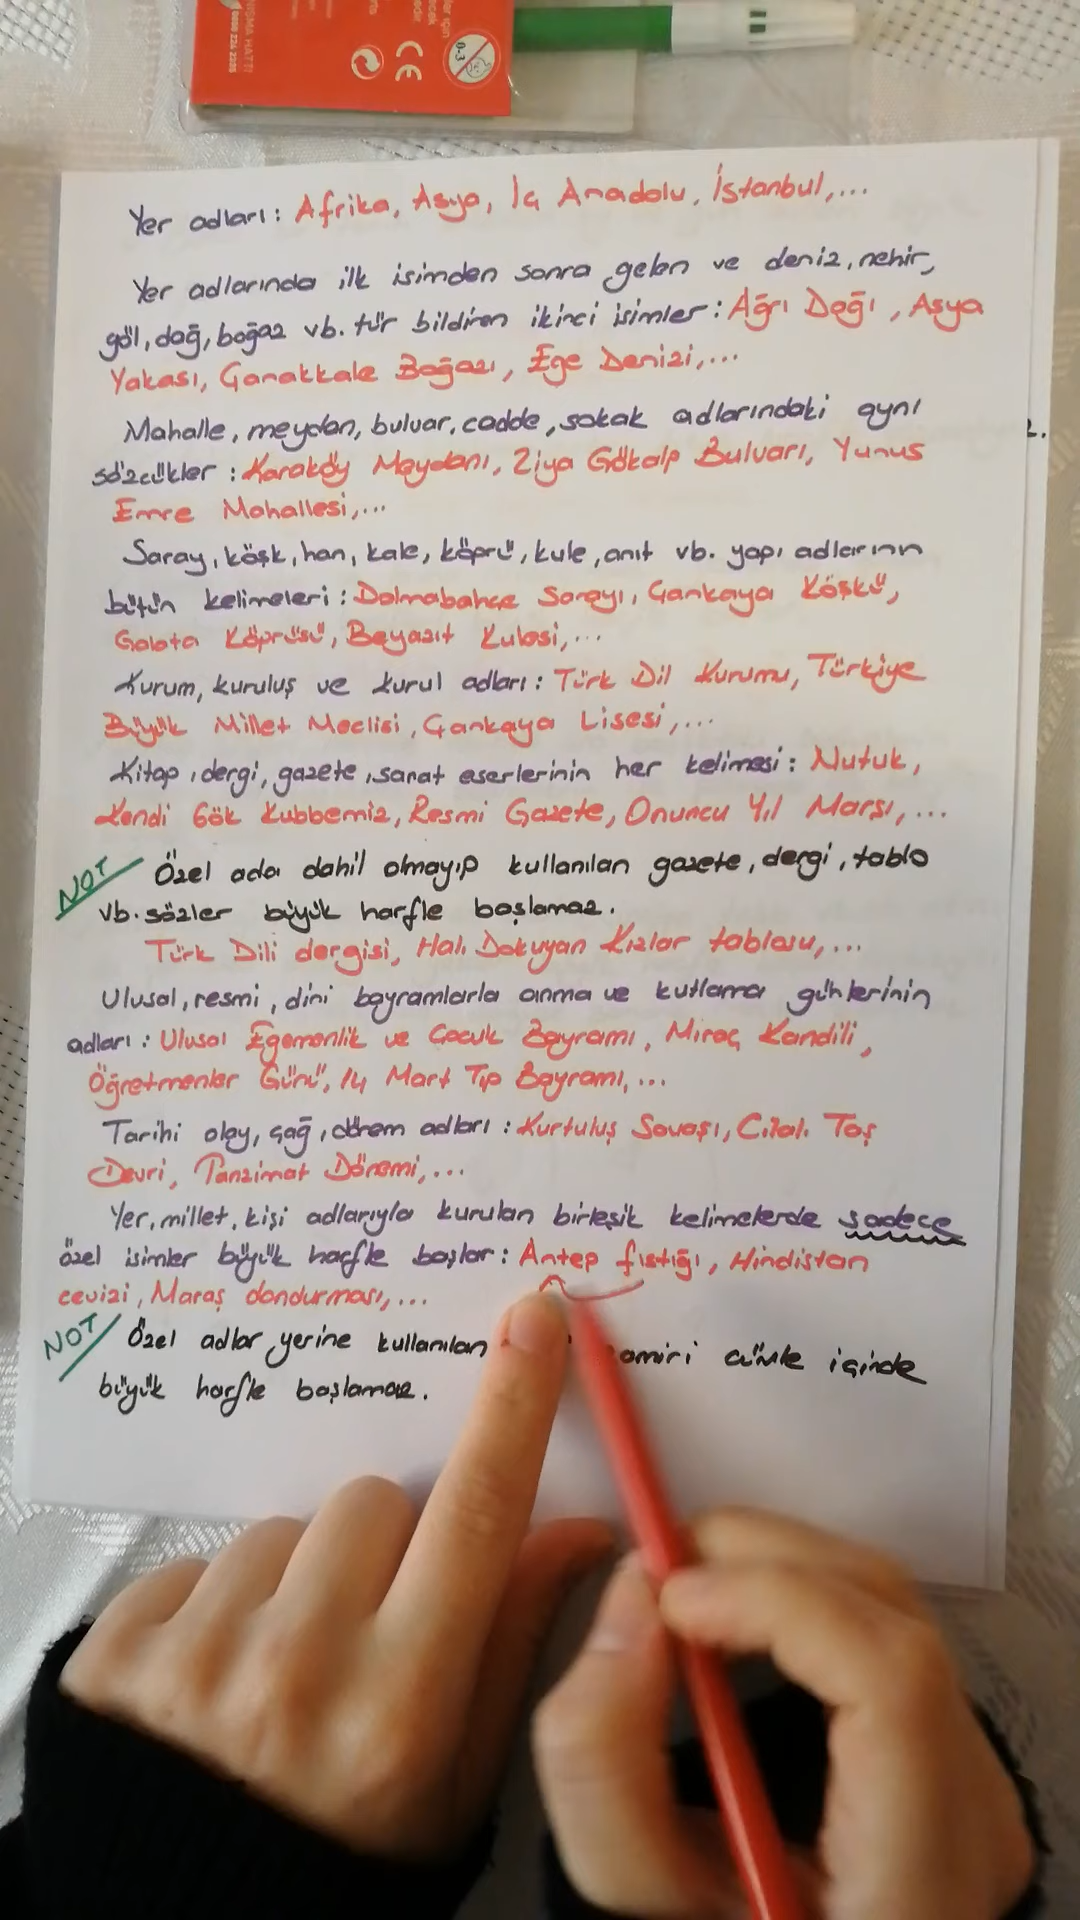 Yer adları: Afrika, Asya, İç Anadolu, İstanbul,...
Yer adlarında ilk isimden sonra gelen ve deniz, nehir,
göl, dağ, boğaz vb. tür bildiren ikinci isimler: Ağrı Dağı, Asya
Yakası, Çanakkale Boğazı, Ege Denizi,...
Mahalle, meydan, buluar, cadde, sokak adlarındaki aynı
sözcükler: Karaköy Meydanı, Ziya Gökalp Bulvarı, Yunus
Emre Mahallesi,...
Saray, köşk, han, kale, köprü, kule, anıt vb. yapı adlarının
bütün kelimeleri: Dolmabahçe Sarayı, Çankaya Köşkü,
Galata Köprüsü, Beyazıt Kulesi,...
Kurum, kuruluş ve kurul adları: Türk Dil Kurumu, Türkiye
Büyük Millet Meclisi, Çankaya Lisesi,...
Kitap, dergi, gazete, sanat eserlerinin her kelimesi: Nutuk,
Kendi Gök Kubbemiz, Resmi Gazete, Onuncu Yıl Marşı,...
NOT Özel ada dahil olmayıp kullanılan gazete, dergi, tablo
vb. sözler büyük harfle başlamaz.
Türk Dili dergisi, Halı Dokuyan Kızlar tablosu,...
Ulusal, resmi, dini bayramlarla anma ve kutlama günlerinin
adları: Ulusal Egemenlik ve Çocuk Bayramı, Miraç Kandili,
Öğretmenler Günü, 14 Mart Tıp Bayramı,...
Tarihi olay, çağ, dönem adları: Kurtuluş Savaşı, Cilalı Taş
Devri, Tanzimat Dönemi,...
Yer, millet, kişi adlarıyla kurulan birleşik kelimelerde sadece
özel isimler büyük harfle başlar: Antep fıstığı, Hindistan
cevizi, Maraş dondurması,...
NOT Özel adlar yerine kullanılan cümle içinde
büyük harfle başlamaz.
0-3
CE